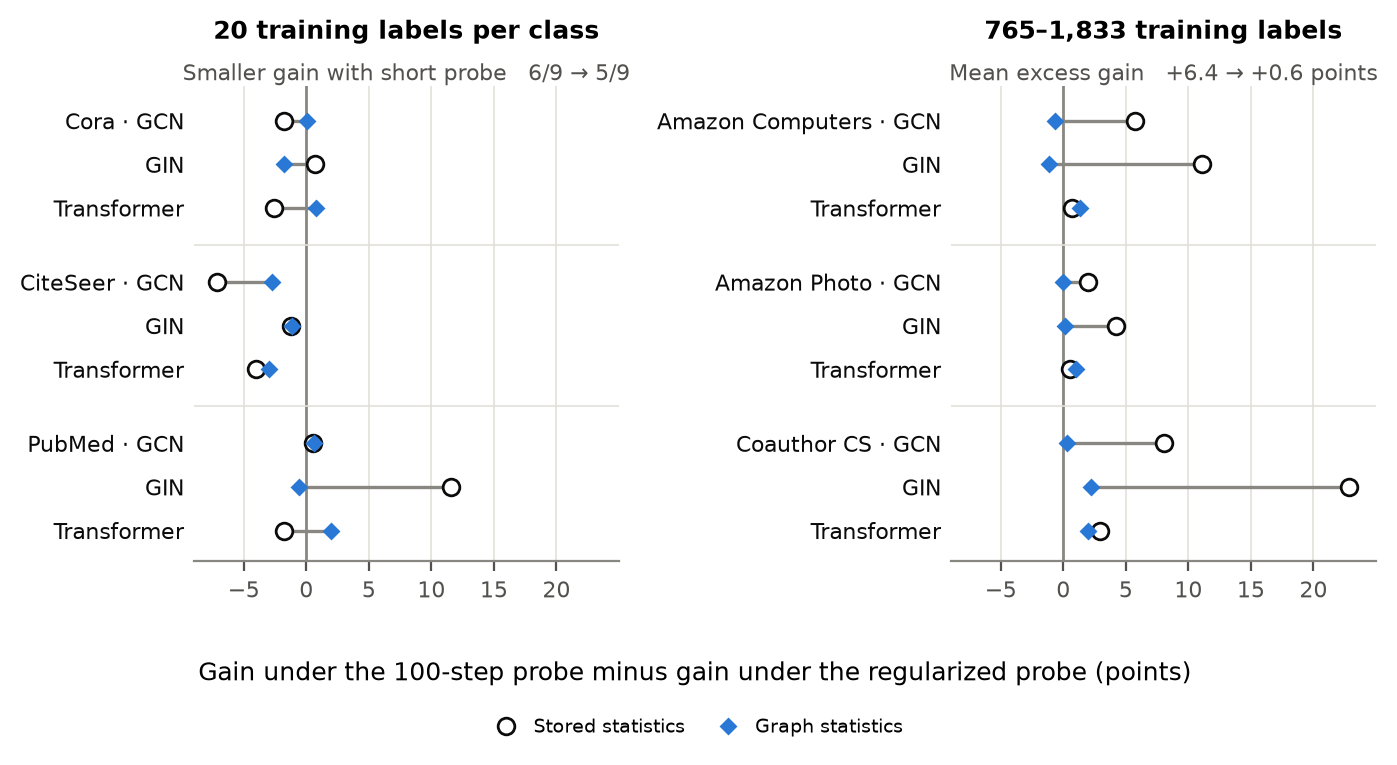 20 training labels per class
Smaller gain with short probe 6/9 → 5/9
Cora · GCN
GIN
Transformer
CiteSeer · GCN
GIN
Transformer
PubMed · GCN
GIN
Transformer
−5 0 5 10 15 20
765–1,833 training labels
Mean excess gain +6.4 → +0.6 points
Amazon Computers · GCN
GIN
Transformer
Amazon Photo · GCN
GIN
Transformer
Coauthor CS · GCN
GIN
Transformer
−5 0 5 10 15 20
Gain under the 100-step probe minus gain under the regularized probe (points)
Stored statistics Graph statistics